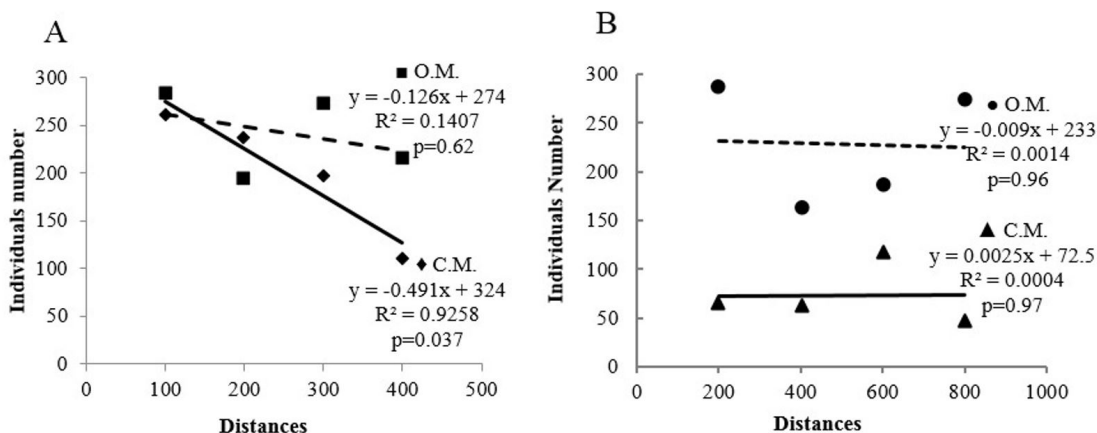 A
Individuals number
300
250
200
150
100
50
0
0 100 200 300 400 500
Distances
O.M.
y = -0.126x + 274
R² = 0.1407
p=0.62
C.M.
y = -0.491x + 324
R² = 0.9258
p=0.037
B
Individuals Number
300
250
200
150
100
50
0
0 200 400 600 800 1000
Distances
O.M.
y = -0.009x + 233
R² = 0.0014
p=0.96
C.M.
y = 0.0025x + 72.5
R² = 0.0004
p=0.97